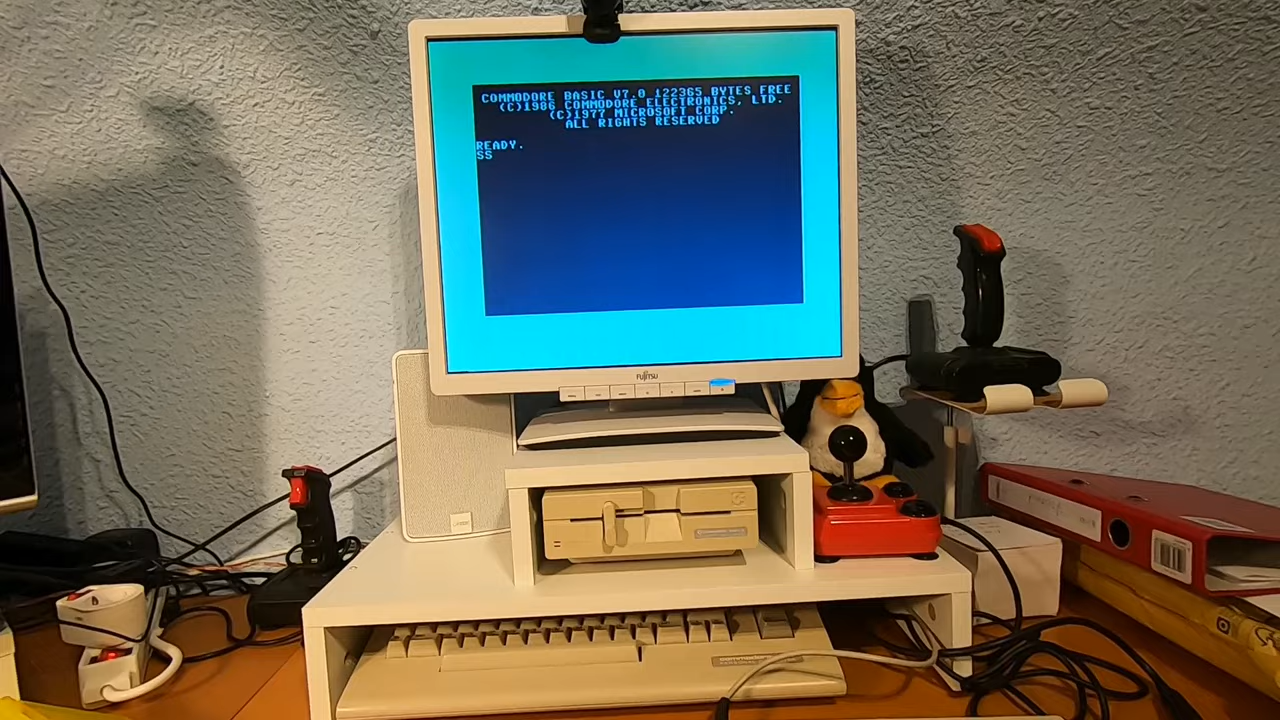 COMMODORE BASIC V7.0 122365 BYTES FREE
(C)1986 COMMODORE ELECTRONICS, LTD.
(C)1977 MICROSOFT CORP.
ALL RIGHTS RESERVED
READY.
SS
FUJITSU